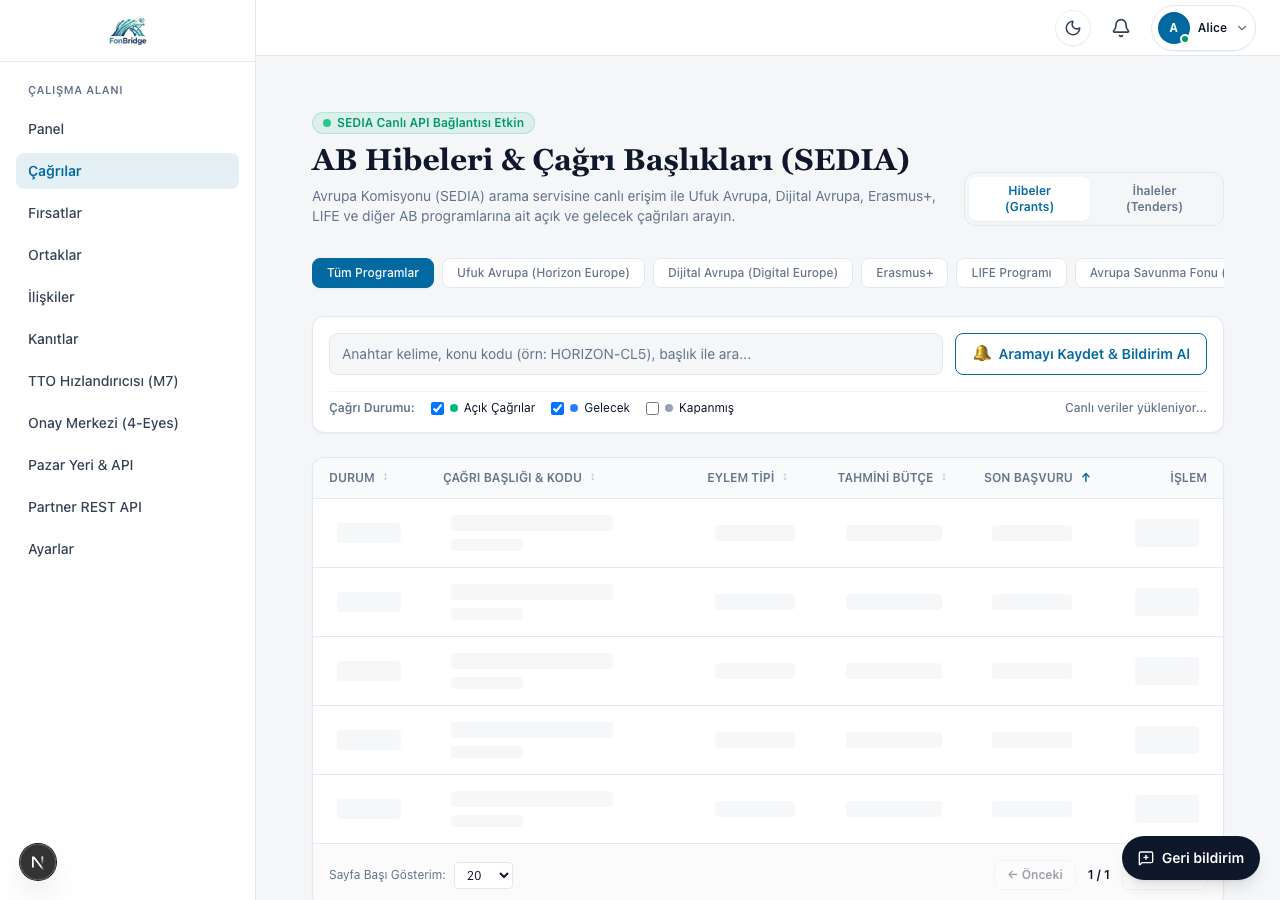 FonBridge
A
Alice
ÇALIŞMA ALANI
Panel
Çağrılar
Fırsatlar
Ortaklar
İlişkiler
Kanıtlar
TTO Hızlandırıcısı (M7)
Onay Merkezi (4-Eyes)
Pazar Yeri & API
Partner REST API
Ayarlar
N
SEDIA Canlı API Bağlantısı Etkin
AB Hibeleri & Çağrı Başlıkları (SEDIA)
Avrupa Komisyonu (SEDIA) arama servisine canlı erişim ile Ufuk Avrupa, Dijital Avrupa, Erasmus+,
LIFE ve diğer AB programlarına ait açık ve gelecek çağrıları arayın.
Hibeler
(Grants)
İhaleler
(Tenders)
Tüm Programlar
Ufuk Avrupa (Horizon Europe)
Dijital Avrupa (Digital Europe)
Erasmus+
LIFE Programı
Avrupa Savunma Fonu (
Anahtar kelime, konu kodu (örn: HORIZON-CL5), başlık ile ara...
Aramayı Kaydet & Bildirim Al
Çağrı Durumu:
Açık Çağrılar
Gelecek
Kapanmış
Canlı veriler yükleniyor...
DURUM ↕
ÇAĞRI BAŞLIĞI & KODU ↕
EYLEM TİPİ ↕
TAHMİNİ BÜTÇE ↕
SON BAŞVURU ↑
İŞLEM
Sayfa Başı Gösterim:
20
← Önceki
1 / 1
Geri bildirim